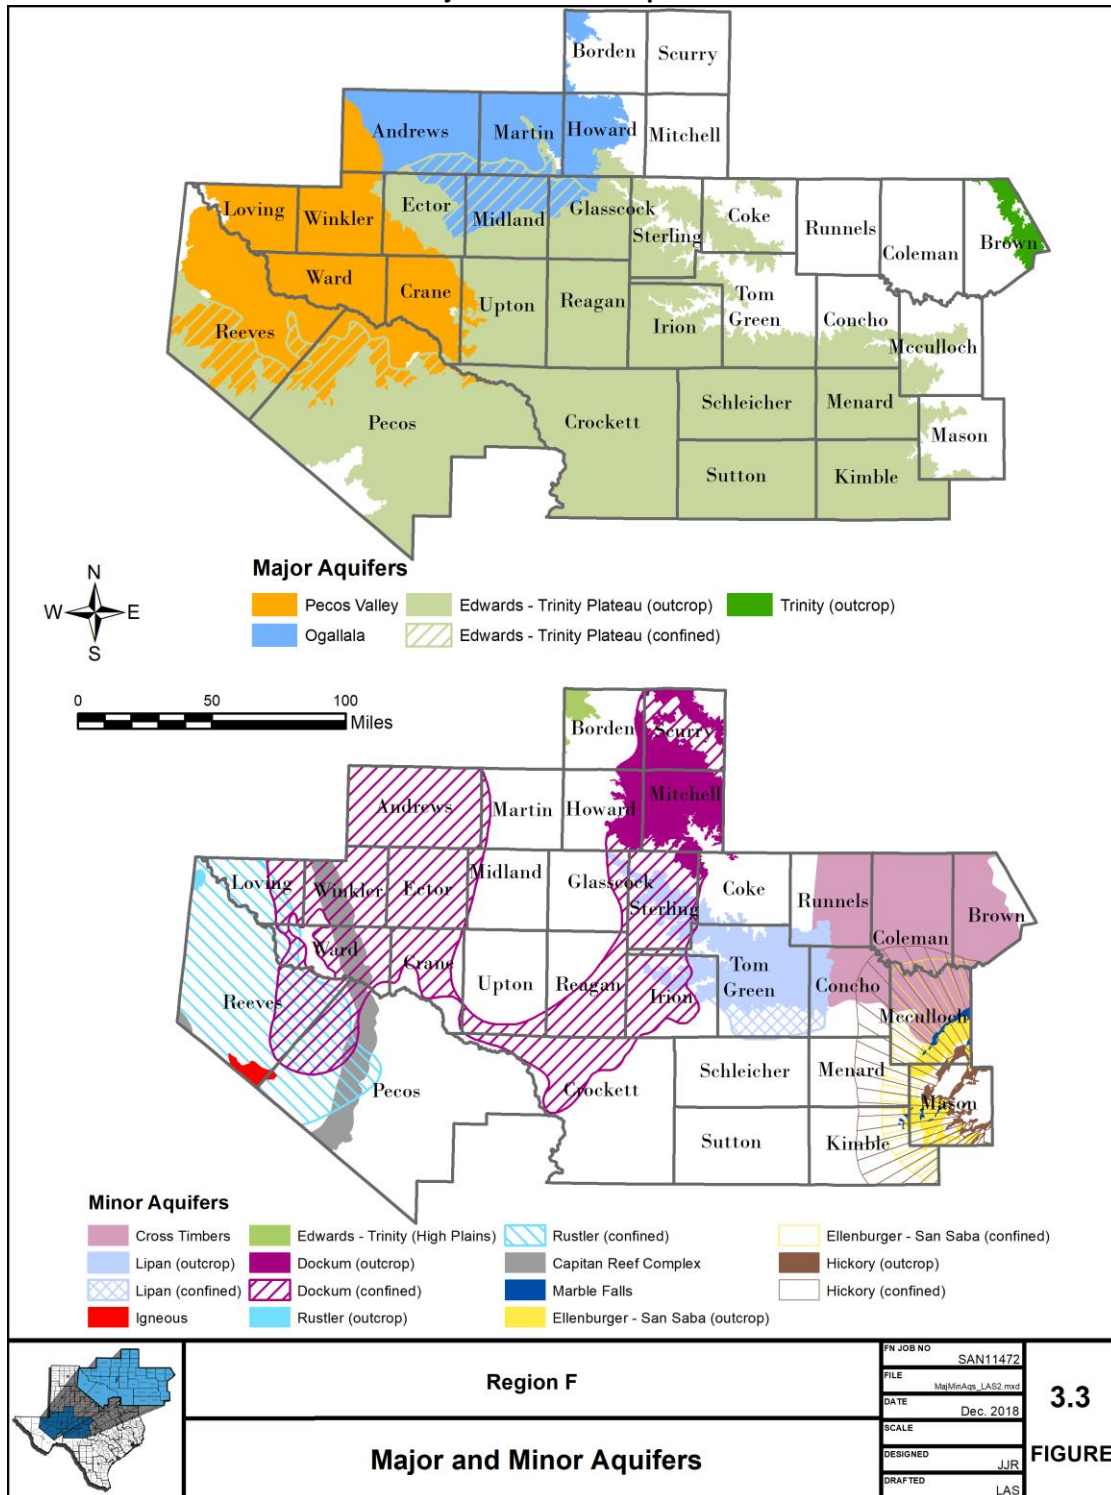 Borden Scurry
Andrews Martin Howard Mitchell
Loving Winkler Ector Midland Glasscock Sterling Coke Runnels Coleman Brown
Ward Crane Upton Reagan Irion Tom Green Concho Mcculloch
Reeves
Pecos Crockett Schleicher Menard Mason
Sutton Kimble
Major Aquifers
Pecos Valley
Edwards - Trinity Plateau (outcrop)
Trinity (outcrop)
Ogallala
Edwards - Trinity Plateau (confined)
N
W E
S
0 50 100
Miles
Borden Scurry
Andrews Martin Howard Mitchell
Loving Winkler Ector Midland Glasscock Sterling Coke Runnels Coleman Brown
Ward Crane Upton Reagan Irion Tom Green Concho Mcculloch
Reeves
Pecos Crockett Schleicher Menard Mason
Sutton Kimble
Minor Aquifers
Cross Timbers
Edwards - Trinity (High Plains)
Rustler (confined)
Ellenburger - San Saba (confined)
Lipan (outcrop)
Dockum (outcrop)
Capitan Reef Complex
Hickory (outcrop)
Lipan (confined)
Dockum (confined)
Marble Falls
Hickory (confined)
Igneous
Rustler (outcrop)
Ellenburger - San Saba (outcrop)
Region F
Major and Minor Aquifers
FN JOB NO
SAN11472
FILE
MajMinAqs_LAS2.mxd
DATE
Dec. 2018
SCALE
DESIGNED
JJR
DRAFTED
LAS
3.3
FIGURE